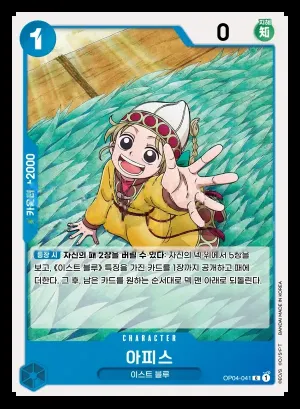 1
0
지혜
知
카운터 +2000
등장 시 자신의 패 2장을 버릴 수 있다: 자신의 덱 위에서 5장을
보고, 《이스트 블루》 특징을 가진 카드를 1장까지 공개하고 패에
더한다. 그 후, 남은 카드를 원하는 순서대로 덱 맨 아래로 되돌린다.
CHARACTER
아피스
이스트 블루
OP04-041 C 1
BANDAI MADE IN KOREA